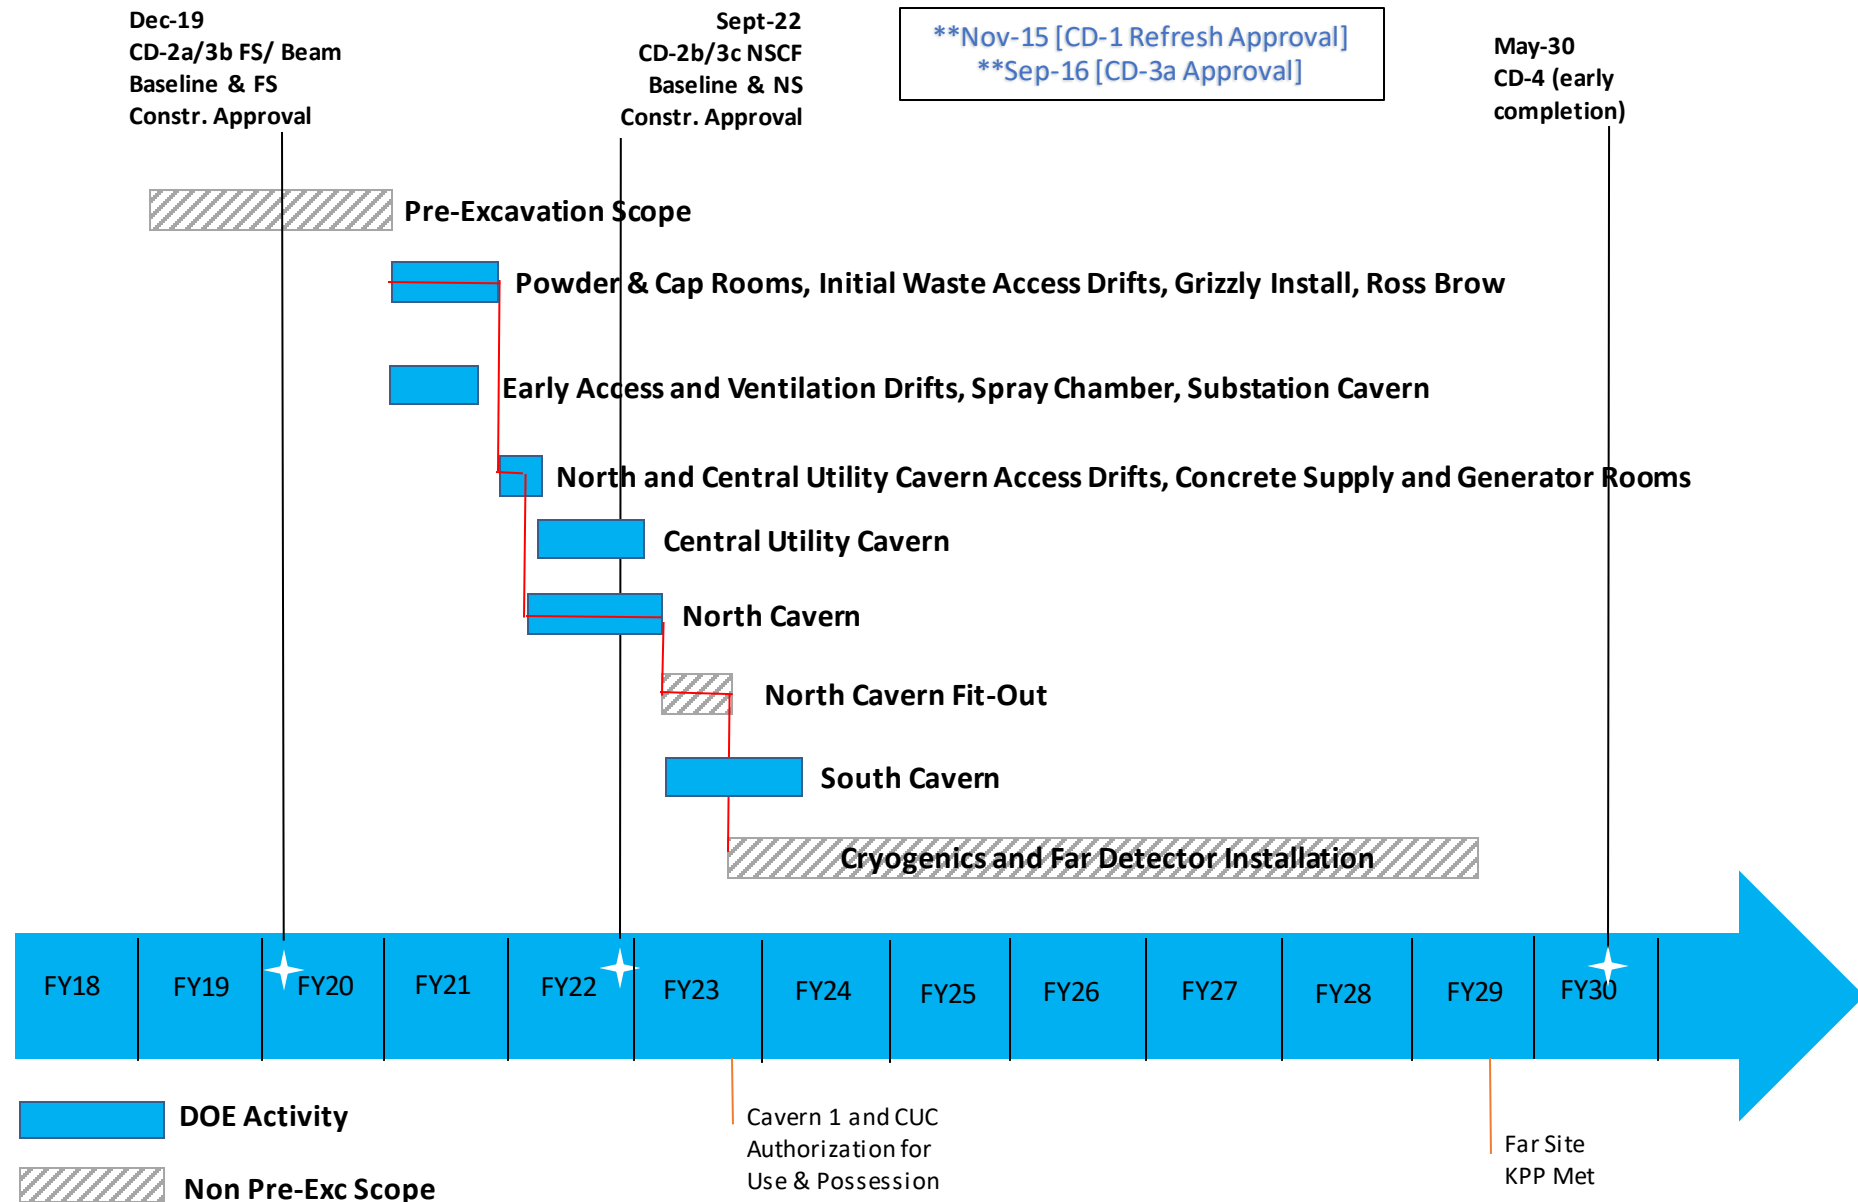 Dec-19
CD-2a/3b FS/ Beam
Baseline & FS
Constr. Approval
Sept-22
CD-2b/3c NSCF
Baseline & NS
Constr. Approval
**Nov-15 [CD-1 Refresh Approval]
**Sep-16 [CD-3a Approval]
May-30
CD-4 (early
completion)
Pre-Excavation Scope
Powder & Cap Rooms, Initial Waste Access Drifts, Grizzly Install, Ross Brow
Early Access and Ventilation Drifts, Spray Chamber, Substation Cavern
North and Central Utility Cavern Access Drifts, Concrete Supply and Generator Rooms
Central Utility Cavern
North Cavern
North Cavern Fit-Out
South Cavern
Cryogenics and Far Detector Installation
FY18 FY19 FY20 FY21 FY22 FY23 FY24 FY25 FY26 FY27 FY28 FY29 FY30
DOE Activity
Non Pre-Exc Scope
Cavern 1 and CUC
Authorization for
Use & Possession
Far Site
KPP Met